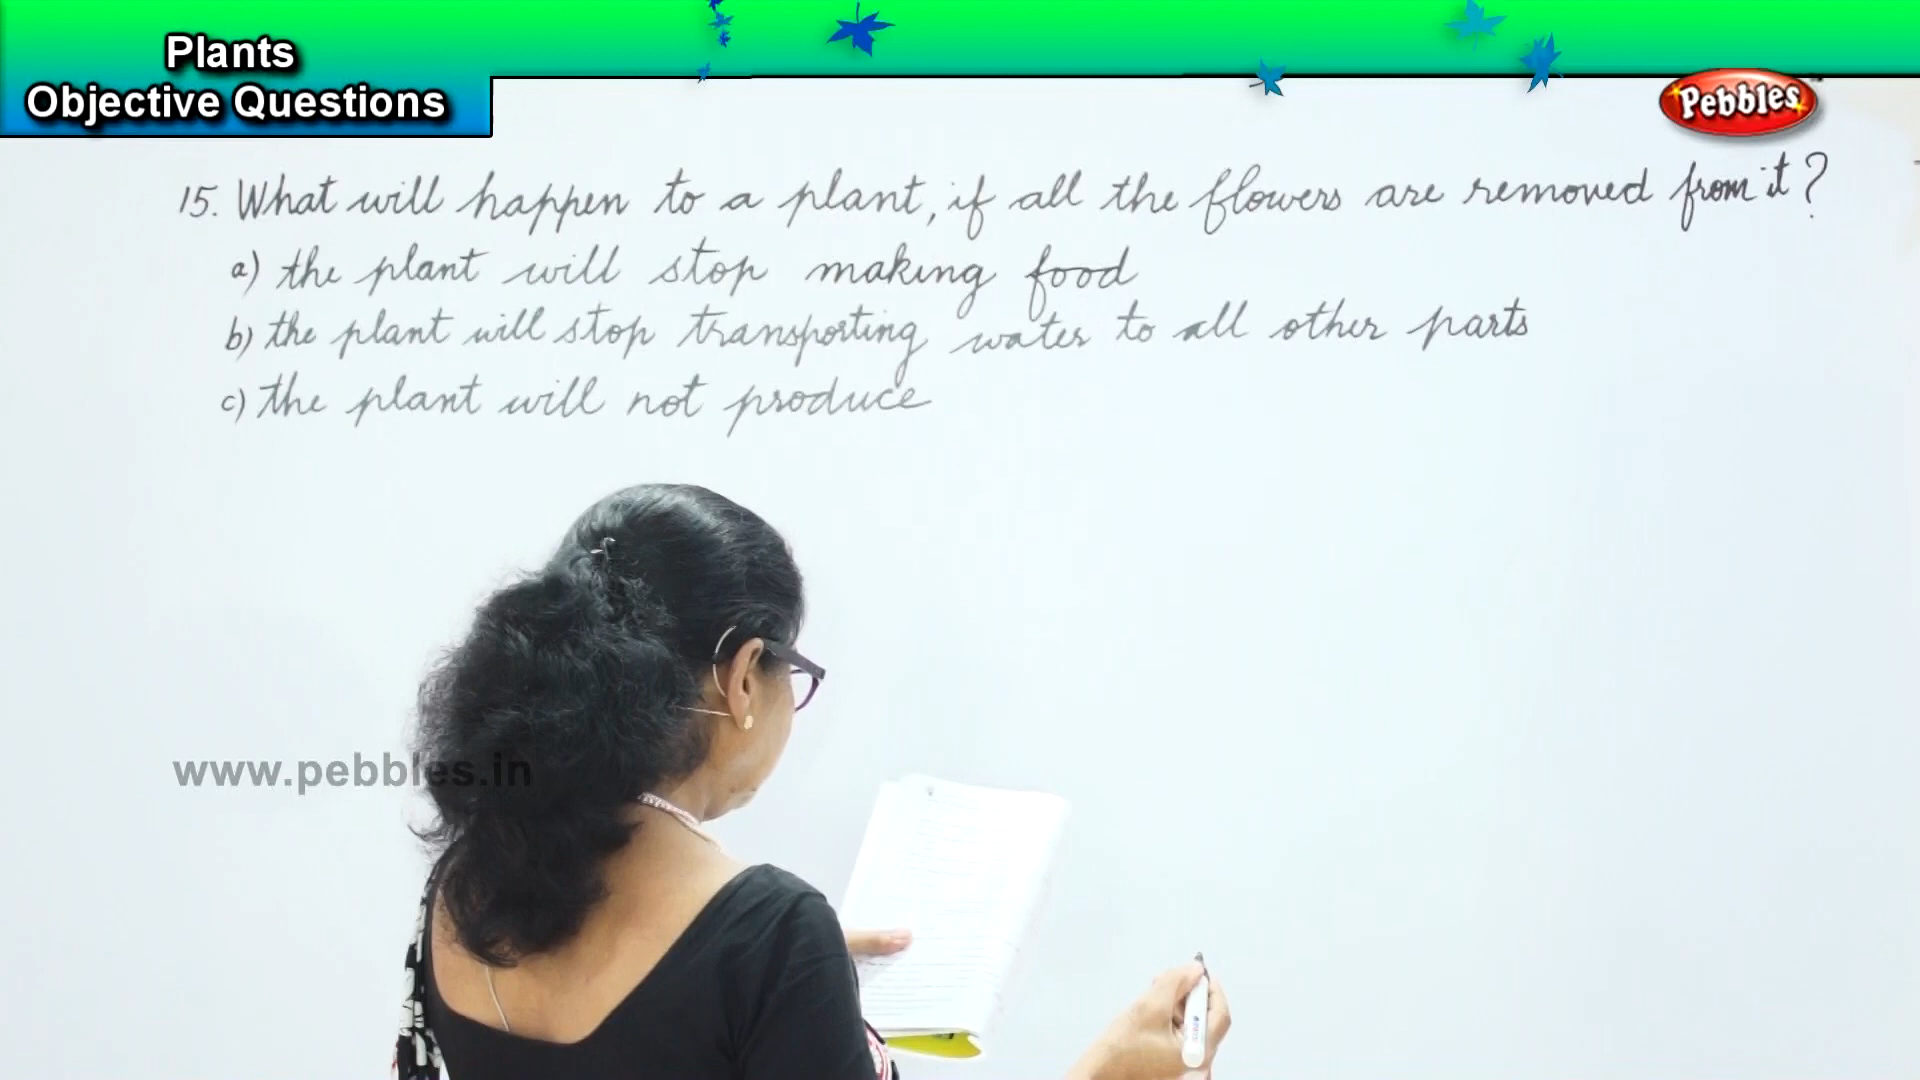 Plants
Objective Questions
Pebbles
15. What will happen to a plant, if all the flowers are removed from it?
a) the plant will stop making food
b) the plant will stop transporting water to all other parts
c) the plant will not produce
www.pebbles.in